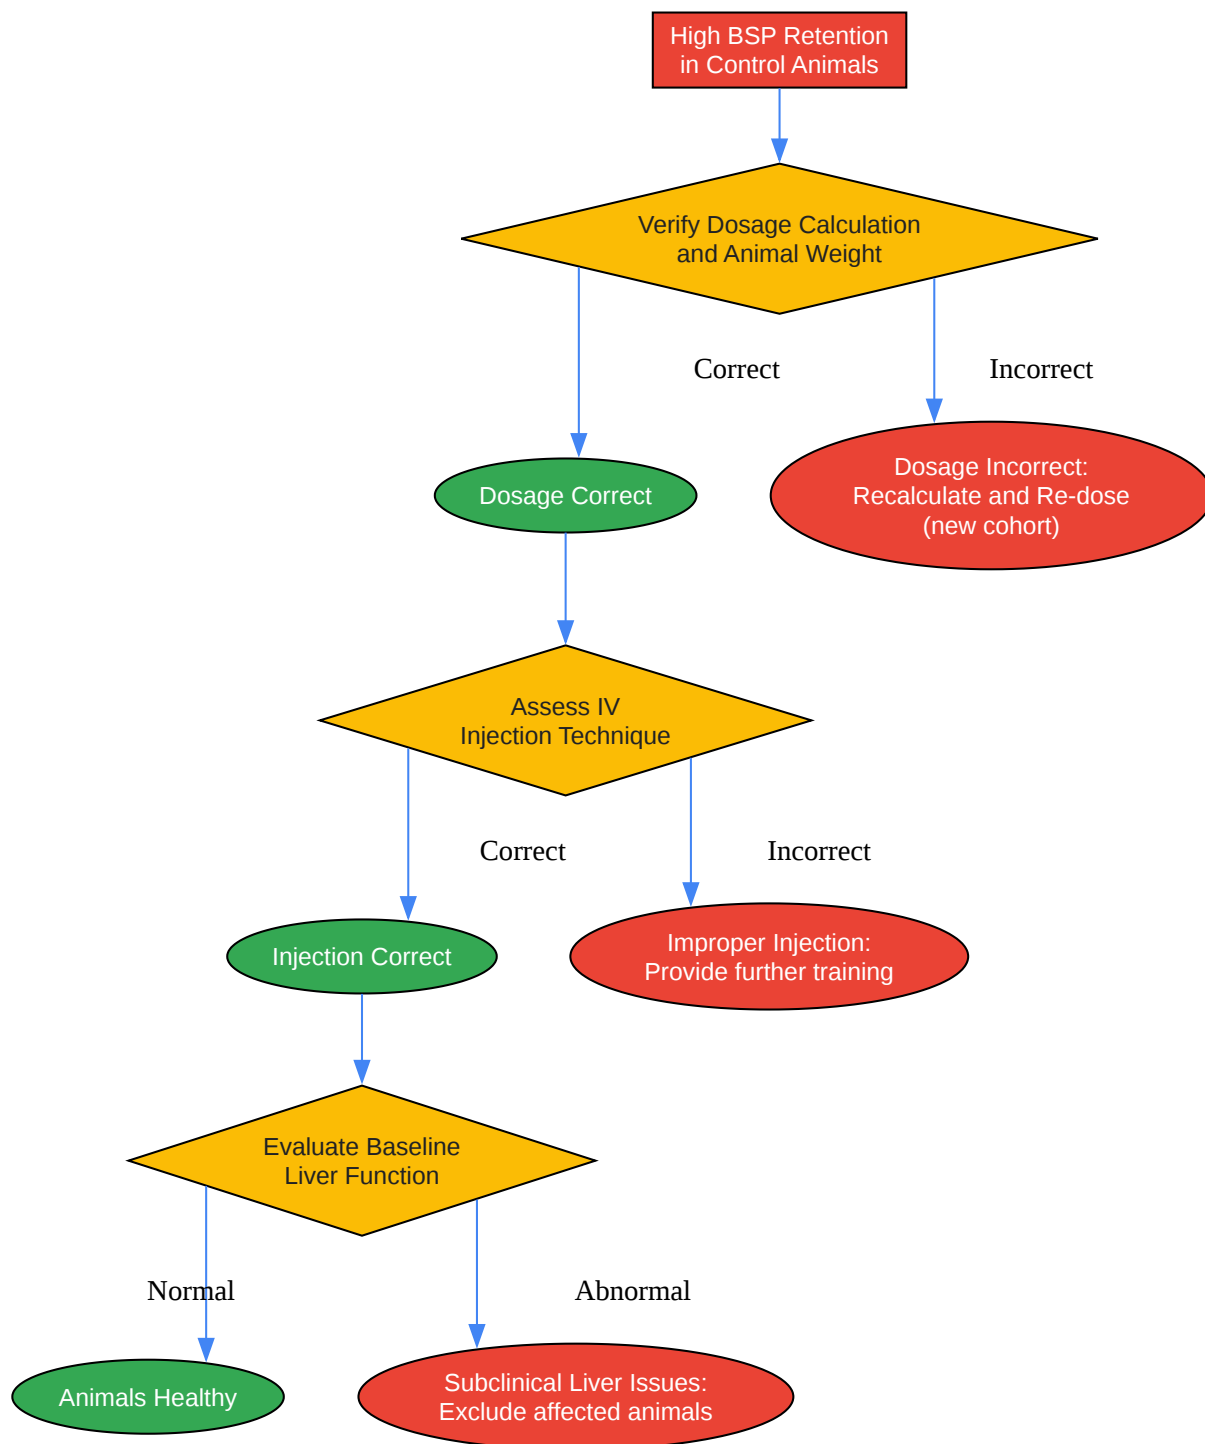 High BSP Retention
in Control Animals
Verify Dosage Calculation
and Animal Weight
Correct
Incorrect
Dosage Correct
Dosage Incorrect:
Recalculate and Re-dose
(new cohort)
Assess IV
Injection Technique
Correct
Incorrect
Injection Correct
Improper Injection:
Provide further training
Evaluate Baseline
Liver Function
Normal
Abnormal
Animals Healthy
Subclinical Liver Issues:
Exclude affected animals